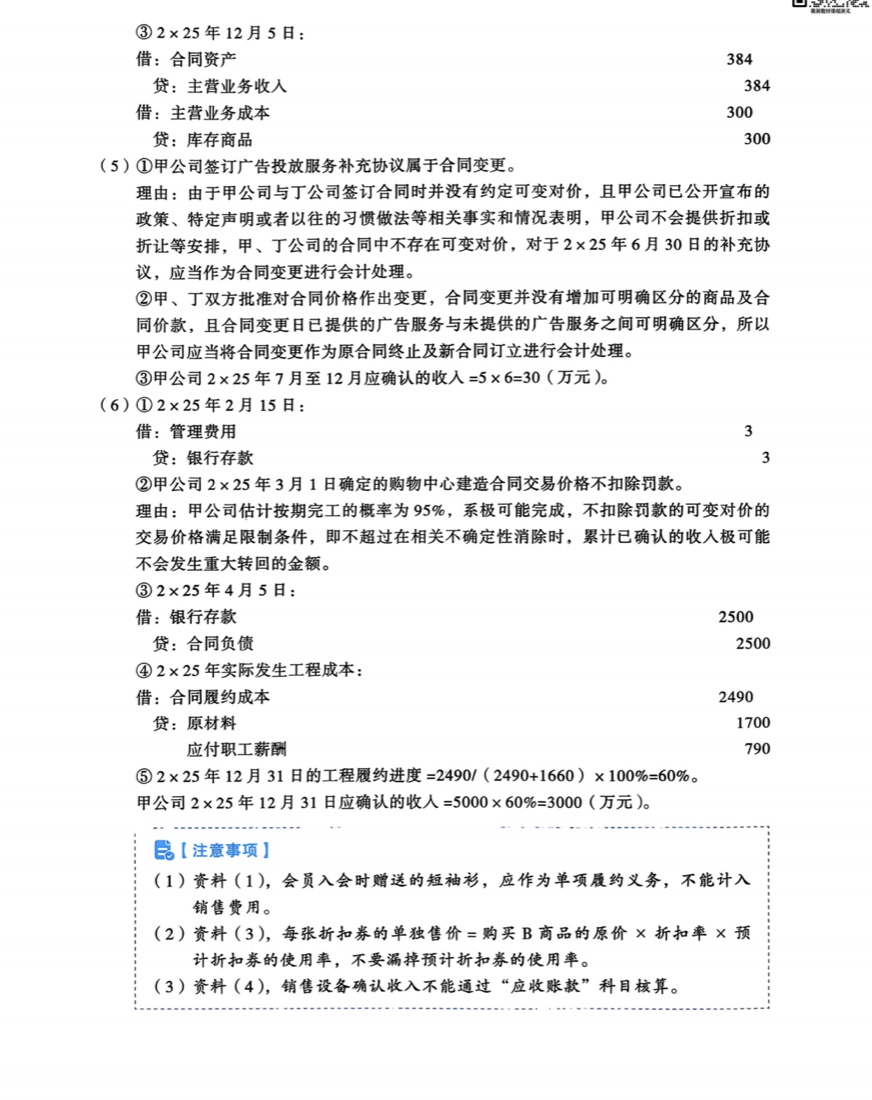 ③ 2×25 年 12 月 5 日：
借：合同资产 384
贷：主营业务收入 384
借：主营业务成本 300
贷：库存商品 300
（5）①甲公司签订广告投放服务补充协议属于合同变更。
理由：由于甲公司与丁公司签订合同时并没有约定可变对价，且甲公司已公开宣布的
政策、特定声明或者以往的习惯做法等相关事实和情况表明，甲公司不会提供折扣或
折让等安排，甲、丁公司的合同中不存在可变对价，对于 2×25 年 6 月 30 日的补充协
议，应当作为合同变更进行会计处理。
②甲、丁双方批准对合同价格作出变更，合同变更并没有增加可明确区分的商品及合
同价款，且合同变更日已提供的广告服务与未提供的广告服务之间可明确区分，所以
甲公司应当将合同变更作为原合同终止及新合同订立进行会计处理。
③甲公司 2×25 年 7 月至 12 月应确认的收入 =5×6=30（万元）。
（6）① 2×25 年 2 月 15 日：
借：管理费用 3
贷：银行存款 3
②甲公司 2×25 年 3 月 1 日确定的购物中心建造合同交易价格不扣除罚款。
理由：甲公司估计按期完工的概率为 95%，系极可能完成，不扣除罚款的可变对价的
交易价格满足限制条件，即不超过在相关不确定性消除时，累计已确认的收入极可能
不会发生重大转回的金额。
③ 2×25 年 4 月 5 日：
借：银行存款 2500
贷：合同负债 2500
④ 2×25 年实际发生工程成本：
借：合同履约成本 2490
贷：原材料 1700
应付职工薪酬 790
⑤ 2×25 年 12 月 31 日的工程履约进度 =2490/（2490+1660）×100%=60%。
甲公司 2×25 年 12 月 31 日应确认的收入 =5000×60%=3000（万元）。
【注意事项】
（1）资料（1），会员入会时赠送的短袖衫，应作为单项履约义务，不能计入
销售费用。
（2）资料（3），每张折扣券的单独售价 = 购买 B 商品的原价 × 折扣率 × 预
计折扣券的使用率，不要漏掉预计折扣券的使用率。
（3）资料（4），销售设备确认收入不能通过“应收账款”科目核算。